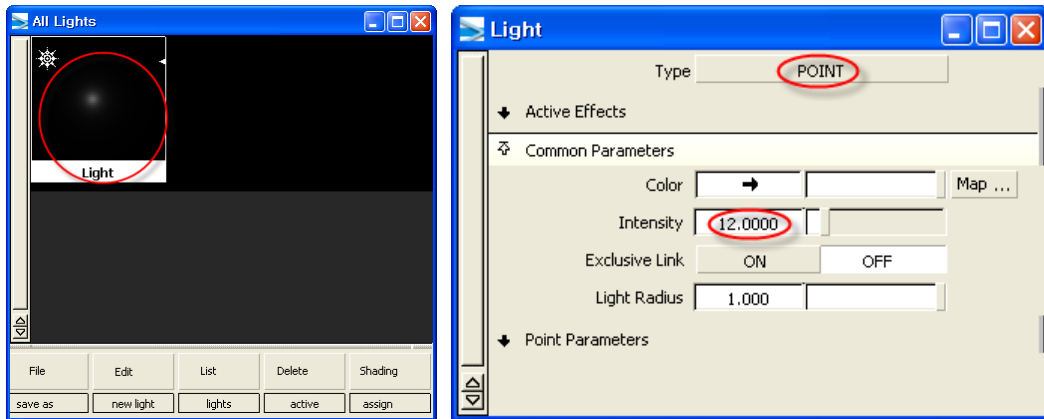 All Lights
Light
File Edit List Delete Shading
save as new light lights active assign
Light
Type POINT
Active Effects
Common Parameters
Color Map ...
Intensity 12.0000
Exclusive Link ON OFF
Light Radius 1.000
Point Parameters